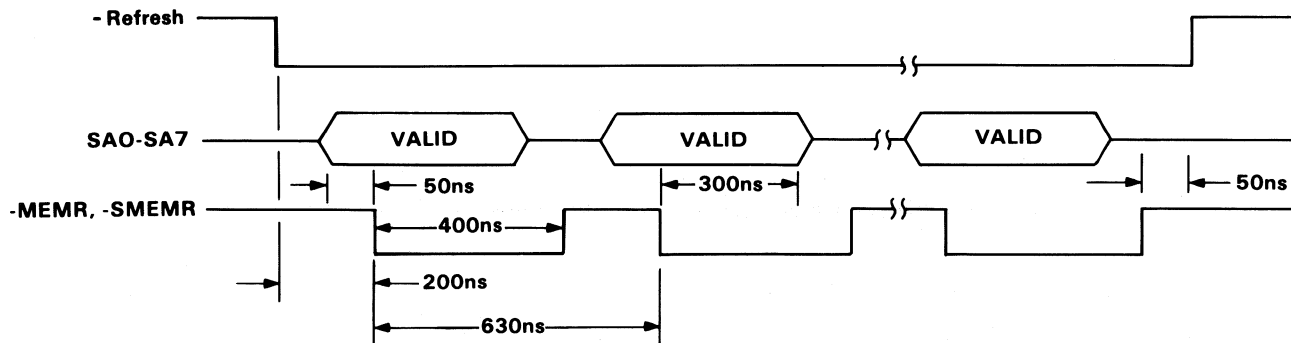 - Refresh
SAO-SA7
VALID
VALID
VALID
50ns
300ns
50ns
-MEMR, -SMEMR
400ns
200ns
630ns